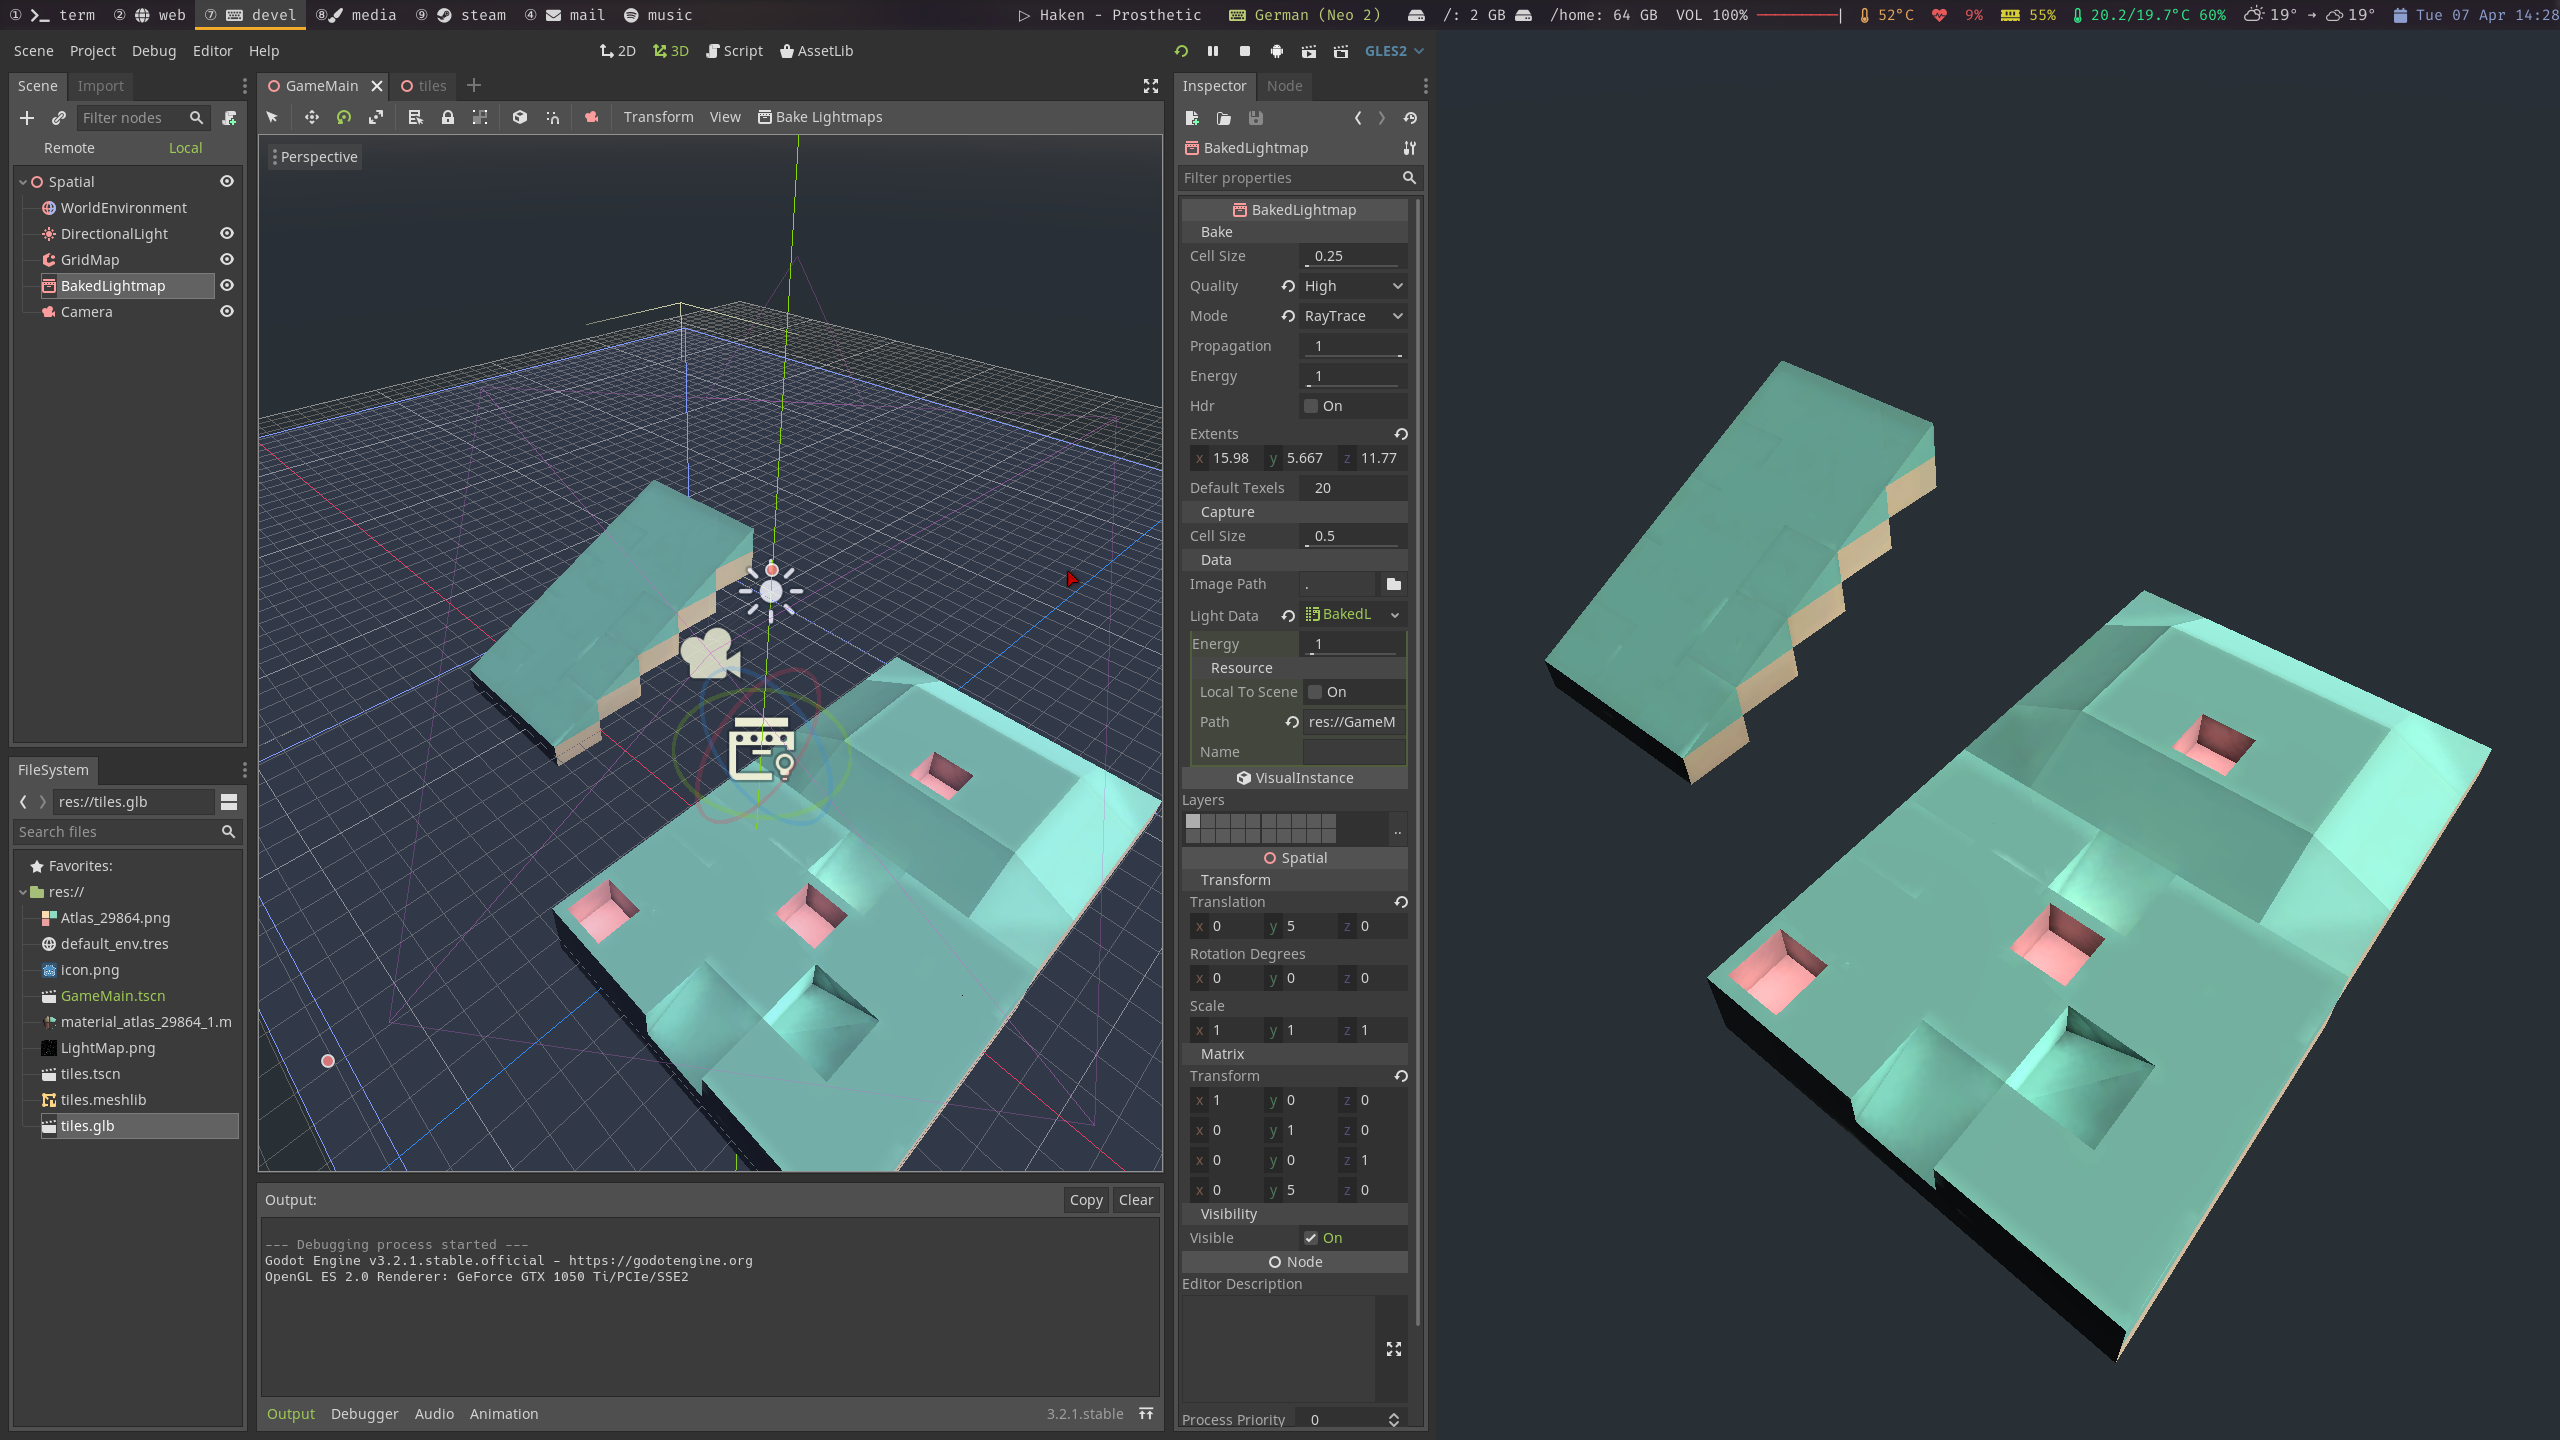 ① term ② web ⑦ devel ⑧ media ⑨ steam ④ mail music
▷ Haken - Prosthetic German (Neo 2) /: 2 GB /home: 64 GB VOL 100% 52°C 9% 55% 20.2/19.7°C 60% 19° → 19° Tue 07 Apr 14:28
Scene Project Debug Editor Help
2D 3D Script AssetLib
GLES2
Scene Import
Filter nodes
Remote Local
Spatial
WorldEnvironment
DirectionalLight
GridMap
BakedLightmap
Camera
FileSystem
res://tiles.glb
Search files
Favorites:
res://
Atlas_29864.png
default_env.tres
icon.png
GameMain.tscn
material_atlas_29864_1.m
LightMap.png
tiles.tscn
tiles.meshlib
tiles.glb
GameMain tiles
Transform View Bake Lightmaps
Perspective
Output: Copy Clear
--- Debugging process started ---
Godot Engine v3.2.1.stable.official - https://godotengine.org
OpenGL ES 2.0 Renderer: GeForce GTX 1050 Ti/PCIe/SSE2
Output Debugger Audio Animation 3.2.1.stable
Inspector Node
BakedLightmap
Filter properties
BakedLightmap
Bake
Cell Size 0.25
Quality High
Mode RayTrace
Propagation 1
Energy 1
Hdr On
Extents
x 15.98 y 5.667 z 11.77
Default Texels 20
Capture
Cell Size 0.5
Data
Image Path .
Light Data BakedL
Energy 1
Resource
Local To Scene On
Path res://GameM
Name
VisualInstance
Layers
..
Spatial
Transform
Translation
x 0 y 5 z 0
Rotation Degrees
x 0 y 0 z 0
Scale
x 1 y 1 z 1
Matrix
Transform
x 1 y 0 z 0
x 0 y 1 z 0
x 0 y 0 z 1
x 0 y 5 z 0
Visibility
Visible On
Node
Editor Description
Process Priority 0